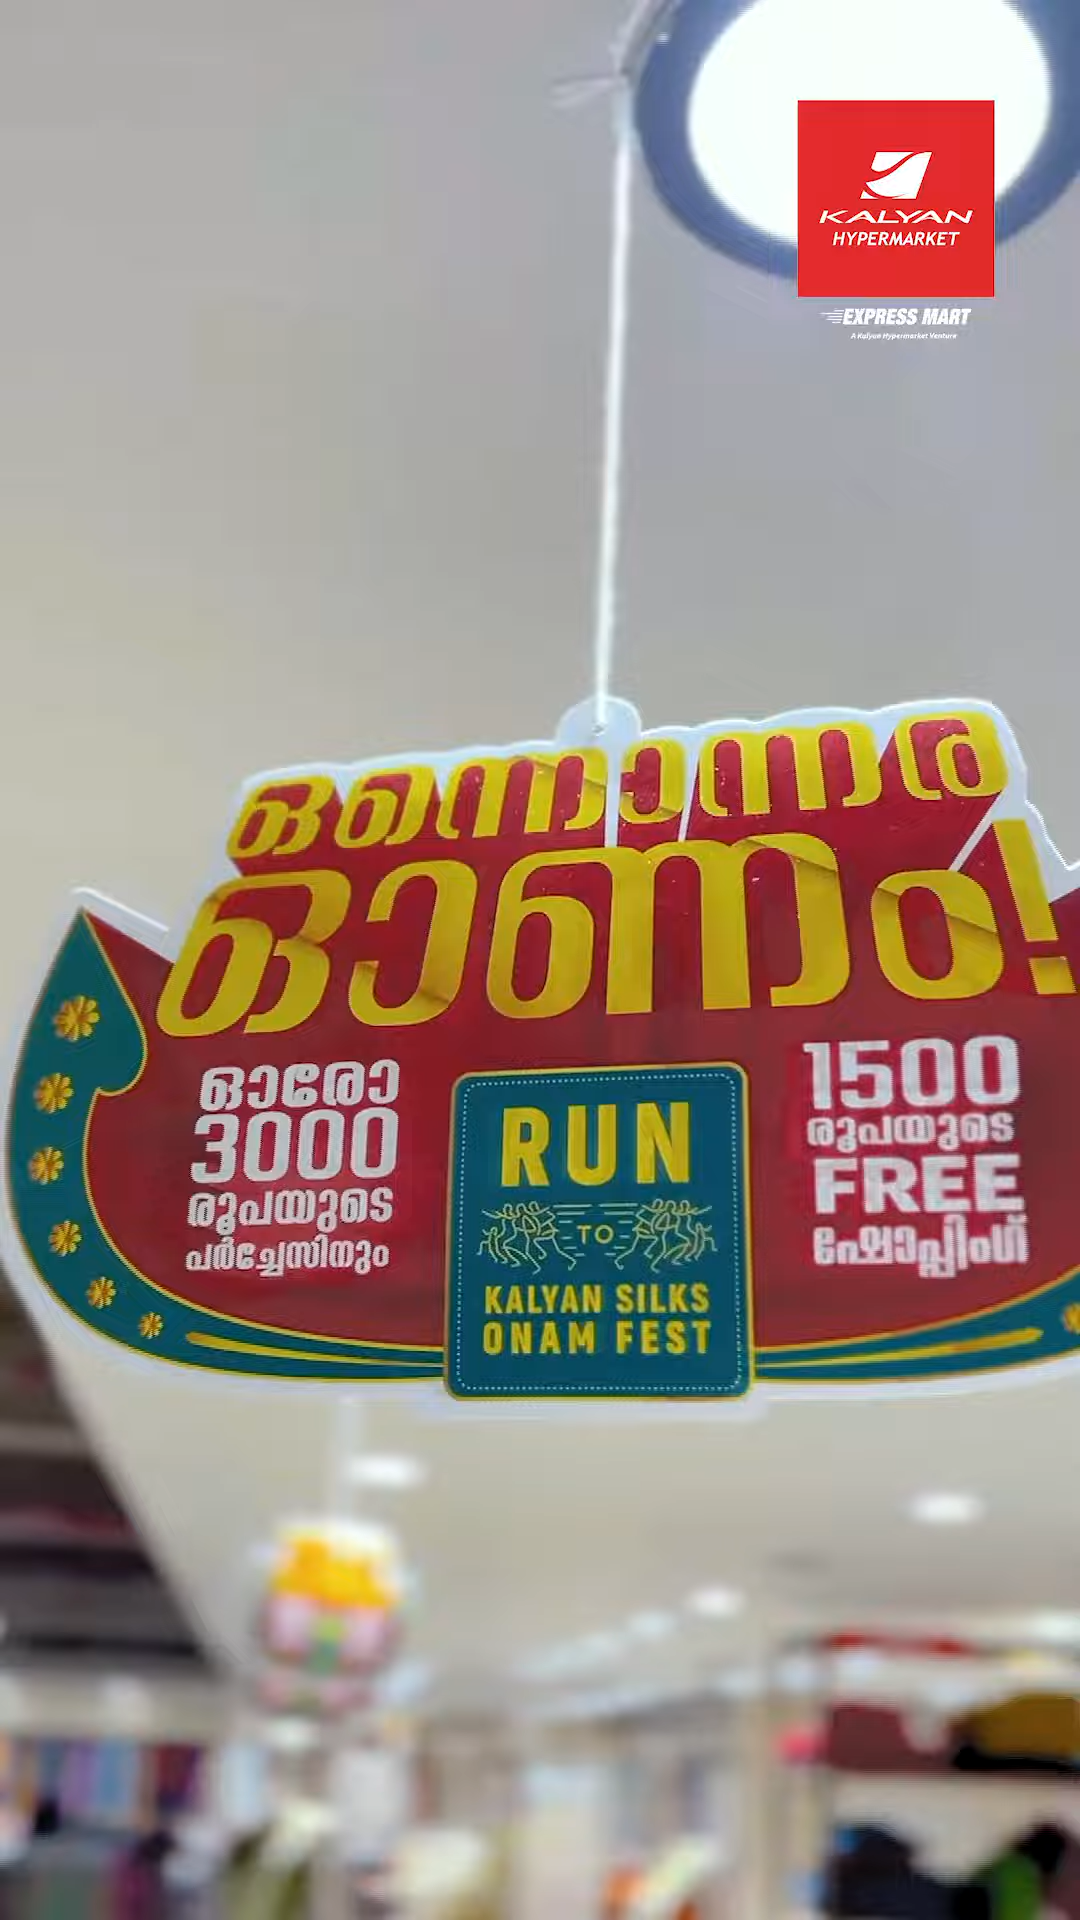 KALYAN
HYPERMARKET
EXPRESS MART
A Kalyan Hypermarket Venture
ഒന്നൊന്നര
ഓണം!
ഓരോ
3000
രൂപയുടെ
പർച്ചേസിനും
RUN
TO
KALYAN SILKS
ONAM FEST
1500
രൂപയുടെ
FREE
ഷോപ്പിംഗ്